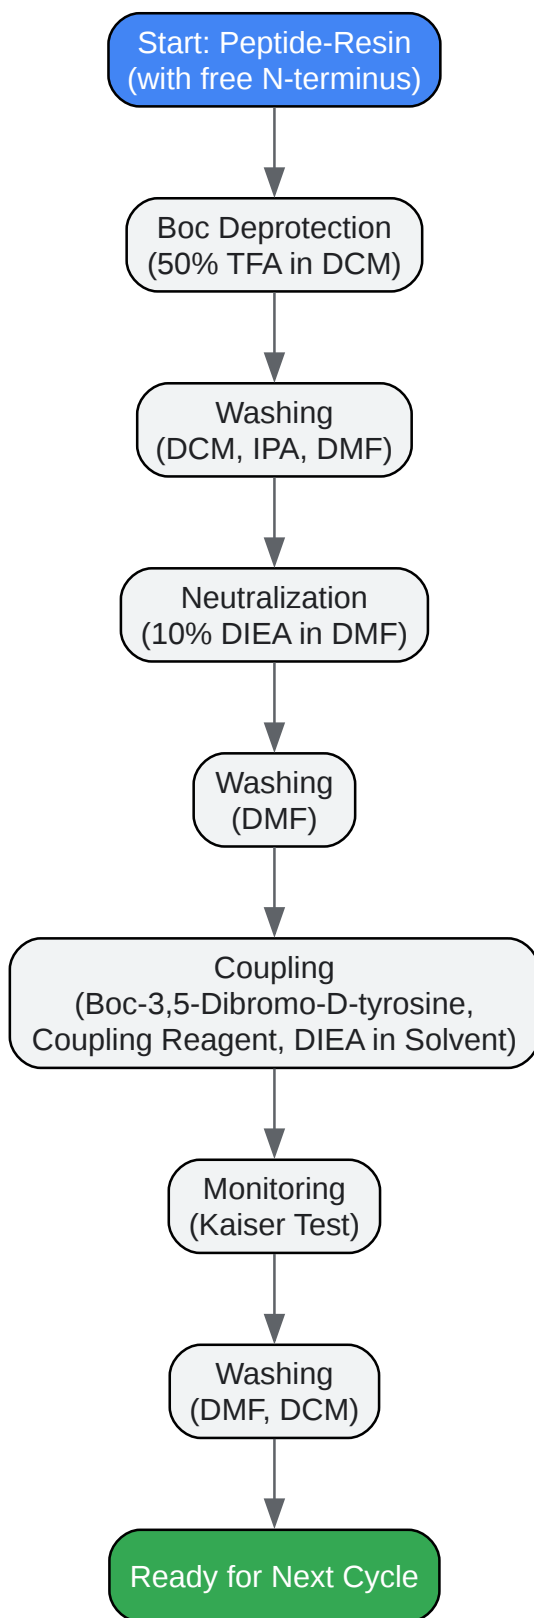 Start: Peptide-Resin
(with free N-terminus)
Boc Deprotection
(50% TFA in DCM)
Washing
(DCM, IPA, DMF)
Neutralization
(10% DIEA in DMF)
Washing
(DMF)
Coupling
(Boc-3,5-Dibromo-D-tyrosine,
Coupling Reagent, DIEA in Solvent)
Monitoring
(Kaiser Test)
Washing
(DMF, DCM)
Ready for Next Cycle